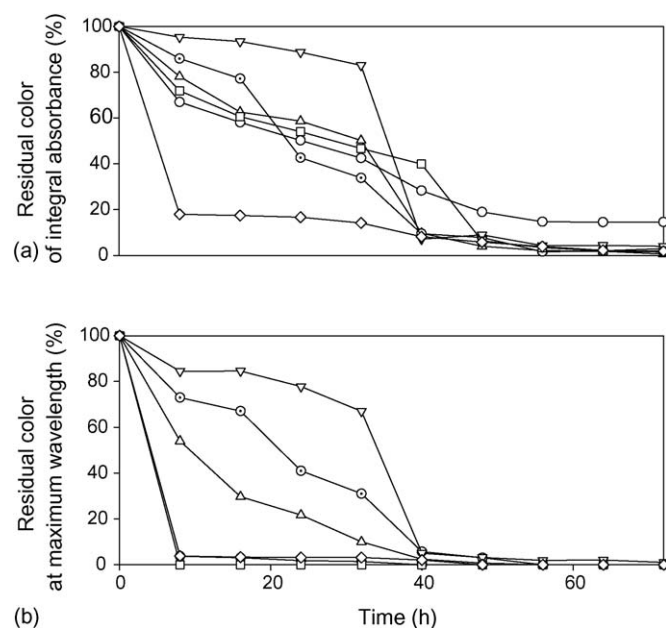 100
80
60
40
20
0
Residual color
of integral absorbance (%)
(a)
100
80
60
40
20
0
Residual color
at maximum wavelength (%)
0
20
40
60
Time (h)
(b)